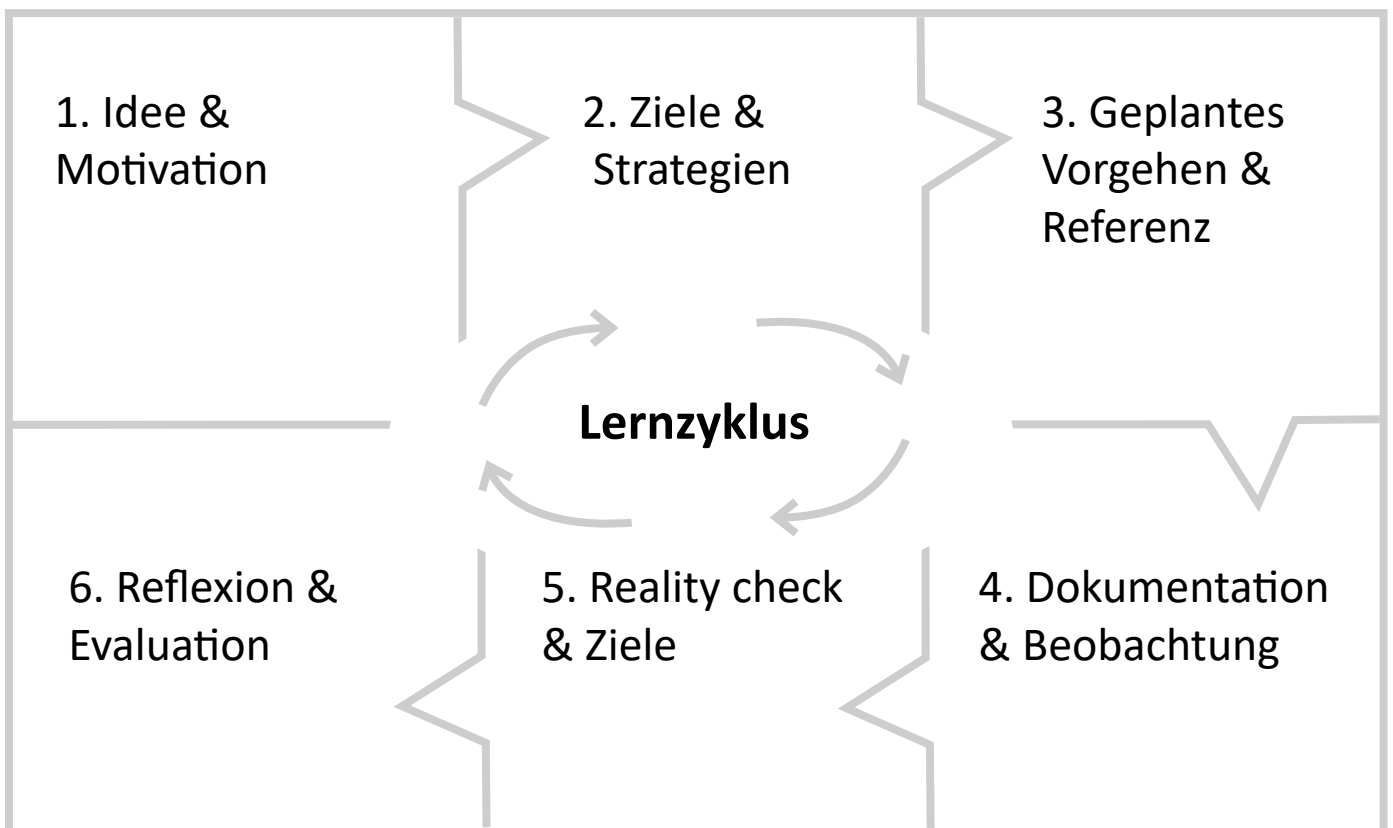 1. Idee &
Motivation
2. Ziele &
Strategien
3. Geplantes
Vorgehen &
Referenz
Lernzyklus
6. Reflexion &
Evaluation
5. Reality check
& Ziele
4. Dokumentation
& Beobachtung